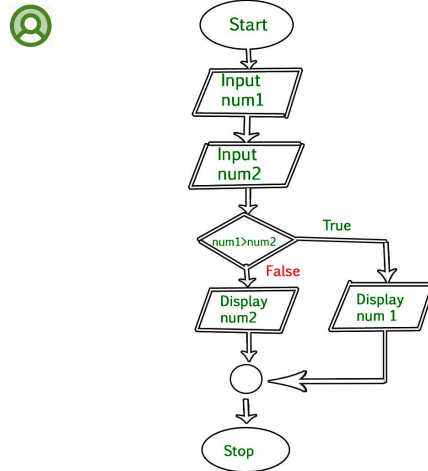 Start
Input
num1
Input
num2
num1>num2
True
False
Display
num2
Display
num 1
Stop